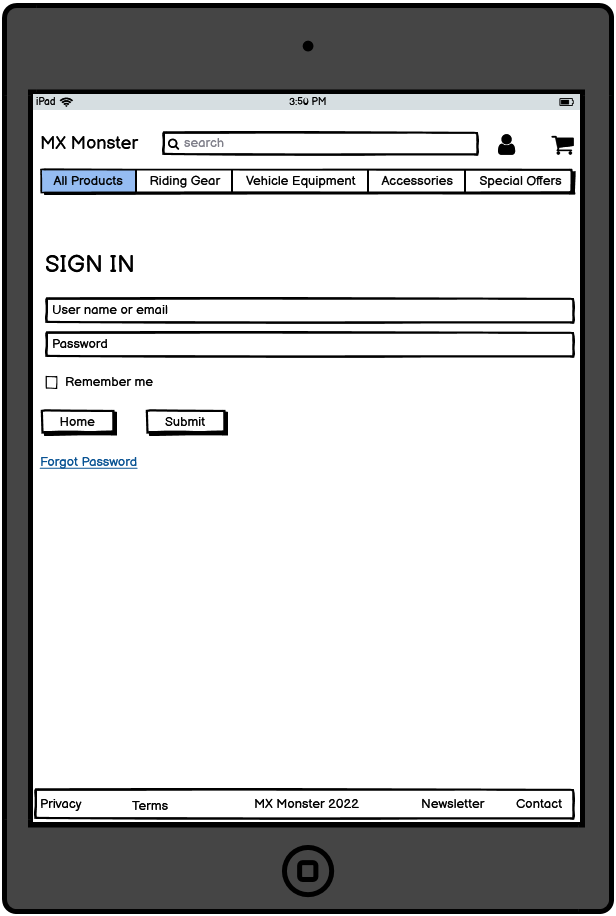 iPad 3:50 PM
MX Monster search
All Products Riding Gear Vehicle Equipment Accessories Special Offers
SIGN IN
User name or email
Password
Remember me
Home Submit
Forgot Password
Privacy Terms MX Monster 2022 Newsletter Contact